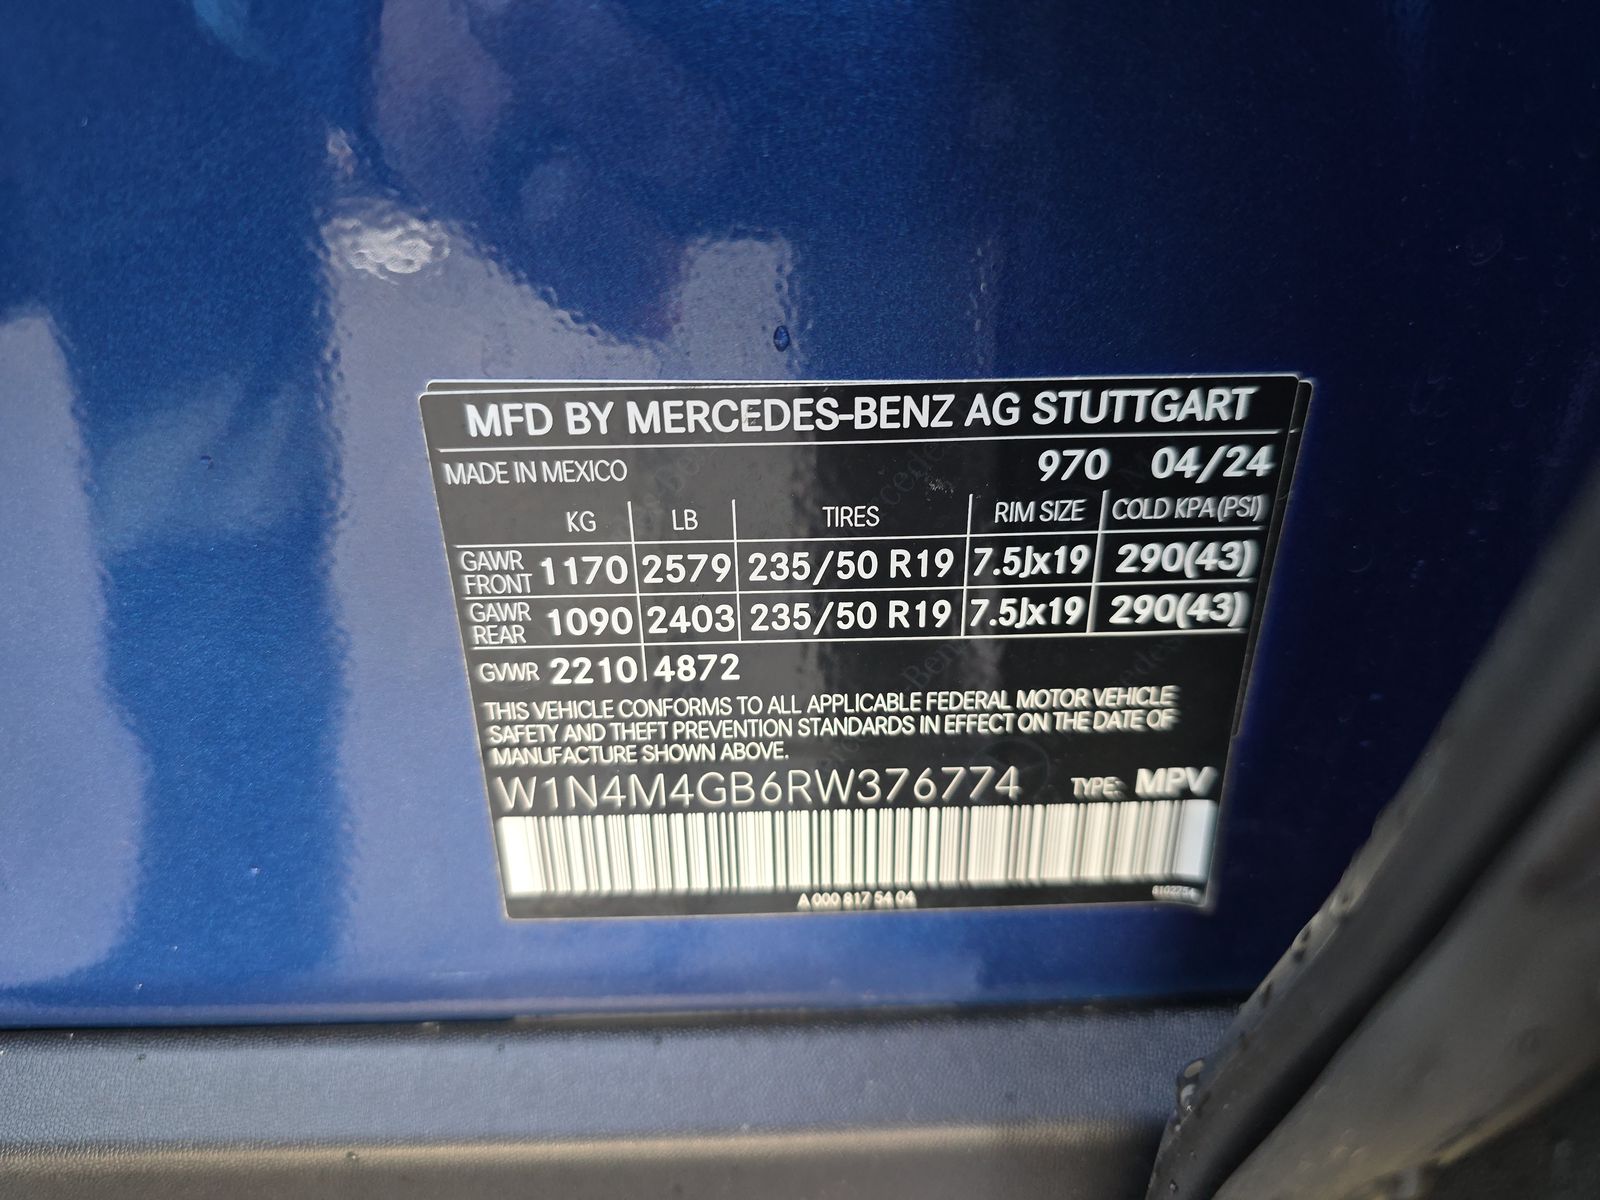 MFD BY MERCEDES-BENZ AG STUTTGART
MADE IN MEXICO 970 04/24
KG LB TIRES RIM SIZE COLD KPA(PSI)
GAWR FRONT 1170 2579 235/50 R19 7.5Jx19 290(43)
GAWR REAR 1090 2403 235/50 R19 7.5Jx19 290(43)
GVWR 2210 4872
THIS VEHICLE CONFORMS TO ALL APPLICABLE FEDERAL MOTOR VEHICLE
SAFETY AND THEFT PREVENTION STANDARDS IN EFFECT ON THE DATE OF
MANUFACTURE SHOWN ABOVE.
W1N4M4GB6RW376774 TYPE: MPV
A 000 817 54 04